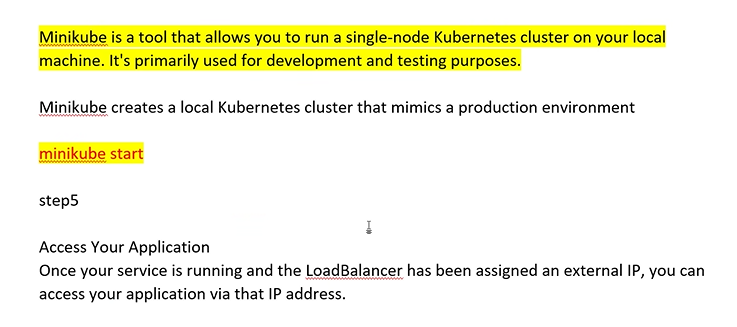 Minikube is a tool that allows you to run a single-node Kubernetes cluster on your local
machine. It's primarily used for development and testing purposes.
Minikube creates a local Kubernetes cluster that mimics a production environment
minikube start
step5
Access Your Application
Once your service is running and the LoadBalancer has been assigned an external IP, you can
access your application via that IP address.